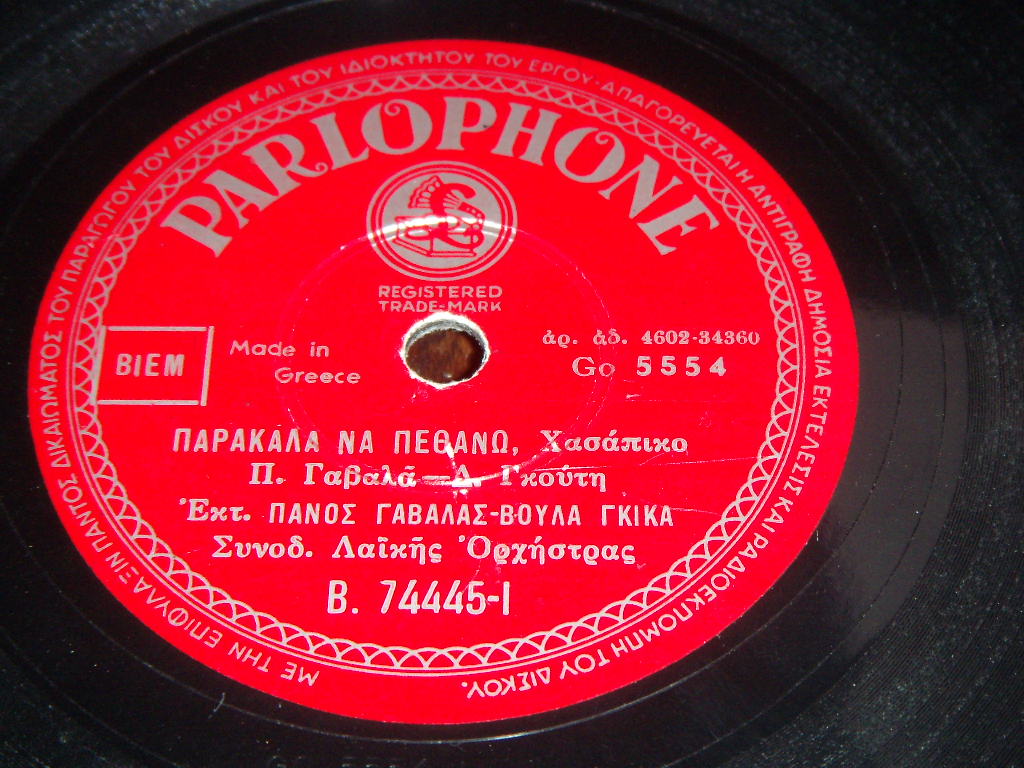 ΜΕ ΤΗΝ ΕΠΙΦΥΛΑΞΙΝ ΠΑΝΤΟΣ ΔΙΚΑΙΩΜΑΤΟΣ ΤΟΥ ΠΑΡΑΓΩΓΟΥ ΤΟΥ ΔΙΣΚΟΥ ΚΑΙ ΤΟΥ ΙΔΙΟΚΤΗΤΟΥ ΤΟΥ ΕΡΓΟΥ · ΑΠΑΓΟΡΕΥΕΤΑΙ Η ΑΝΤΙΓΡΑΦΗ ΔΗΜΟΣΙΑ ΕΚΤΕΛΕΣΙΣ ΚΑΙ ΡΑΔΙΟΕΚΠΟΜΠΗ ΤΟΥ ΔΙΣΚΟΥ.
PARLOPHONE
REGISTERED
TRADE-MARK
BIEM
Made in
Greece
ἀρ. ἀδ. 4602-34360
Go 5554
ΠΑΡΑΚΑΛΑ ΝΑ ΠΕΘΑΝΩ, Χασάπικο
Π. Γαβαλᾶ — Δ. Γκούτη
Ἐκτ. ΠΑΝΟΣ ΓΑΒΑΛΑΣ-ΒΟΥΛΑ ΓΚΙΚΑ
Συνοδ. Λαϊκῆς Ὀρχήστρας
Β. 74445-I